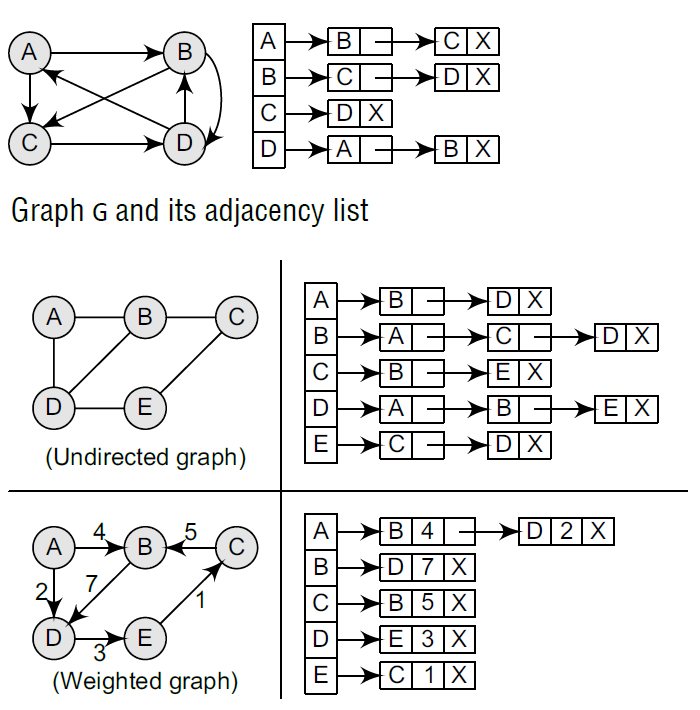 A B
C D
A B C X
B C D X
C D X
D A B X
Graph G and its adjacency list
A B C
D E
(Undirected graph)
A B D X
B A C D X
C B E X
D A B E X
E C D X
A 4 B 5 C
2 7 1
D 3 E
(Weighted graph)
A B 4 D 2 X
B D 7 X
C B 5 X
D E 3 X
E C 1 X